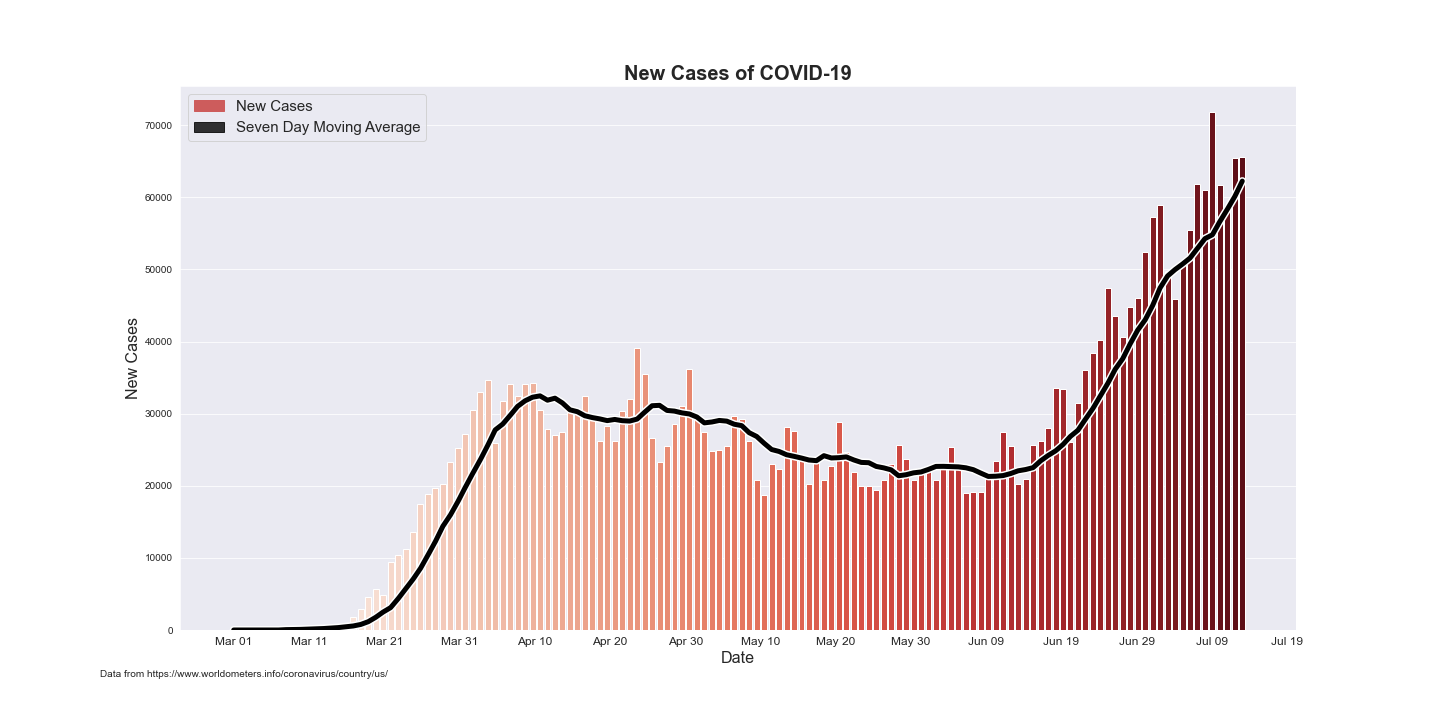 New Cases of COVID-19
New Cases
Seven Day Moving Average
70000
60000
50000
40000
30000
20000
10000
0
New Cases
Mar 01 Mar 11 Mar 21 Mar 31 Apr 10 Apr 20 Apr 30 May 10 May 20 May 30 Jun 09 Jun 19 Jun 29 Jul 09 Jul 19
Date
Data from https://www.worldometers.info/coronavirus/country/us/